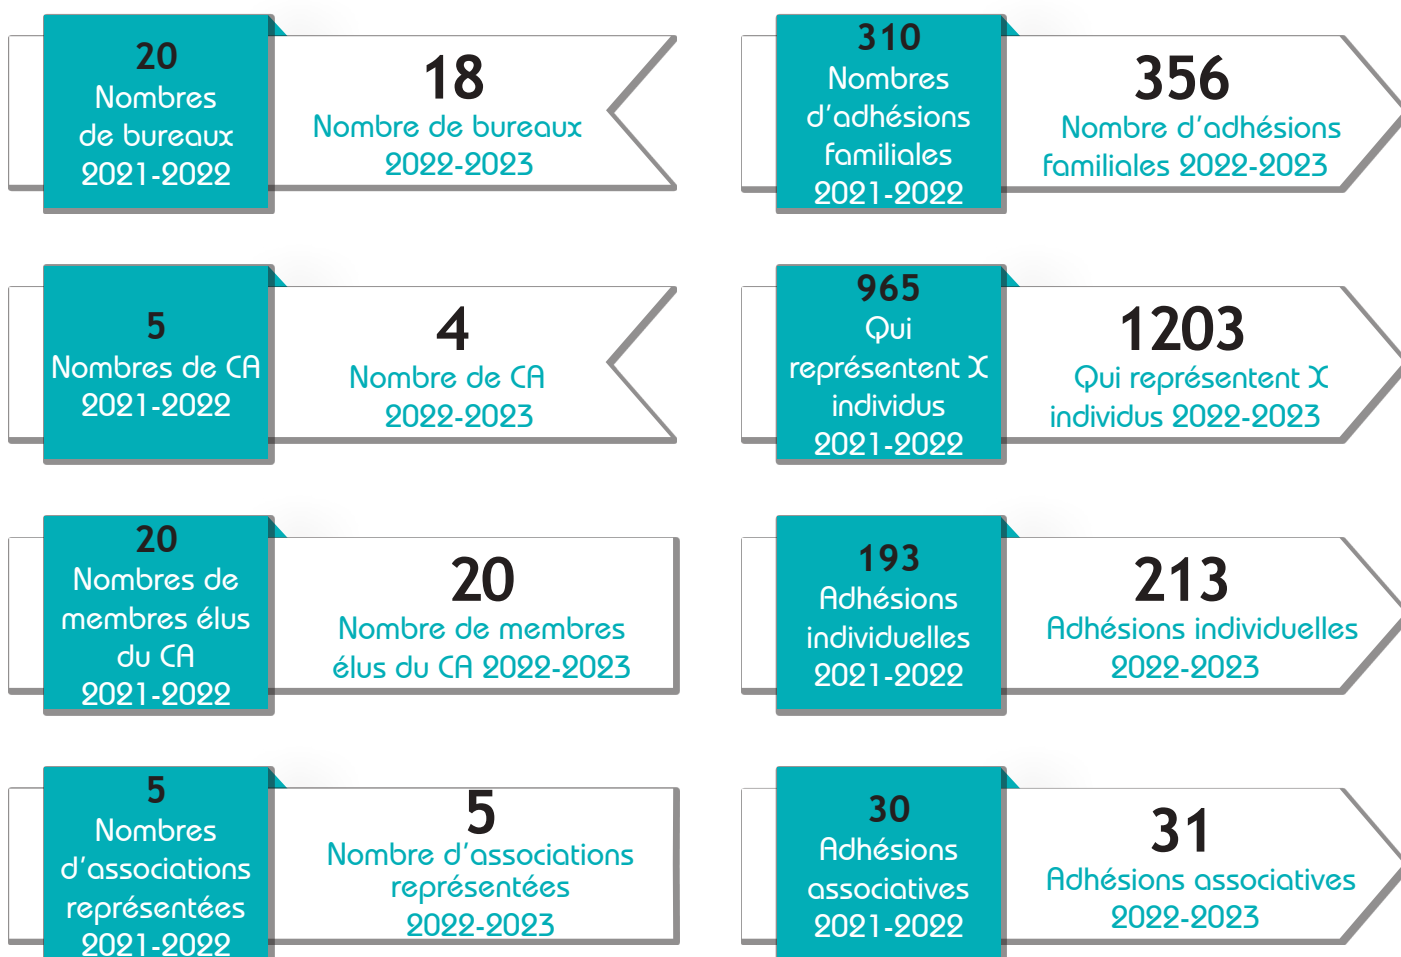 20
Nombres
de bureaux
2021-2022
18
Nombre de bureaux
2022-2023
310
Nombres
d'adhésions
familiales
2021-2022
356
Nombre d'adhésions
familiales 2022-2023
5
Nombres de CA
2021-2022
4
Nombre de CA
2022-2023
965
Qui
représentent X
individus
2021-2022
1203
Qui représentent X
individus 2022-2023
20
Nombres de
membres élus
du CA
2021-2022
20
Nombre de membres
élus du CA 2022-2023
193
Adhésions
individuelles
2021-2022
213
Adhésions individuelles
2022-2023
5
Nombres
d'associations
représentées
2021-2022
5
Nombre d'associations
représentées
2022-2023
30
Adhésions
associatives
2021-2022
31
Adhésions associatives
2022-2023